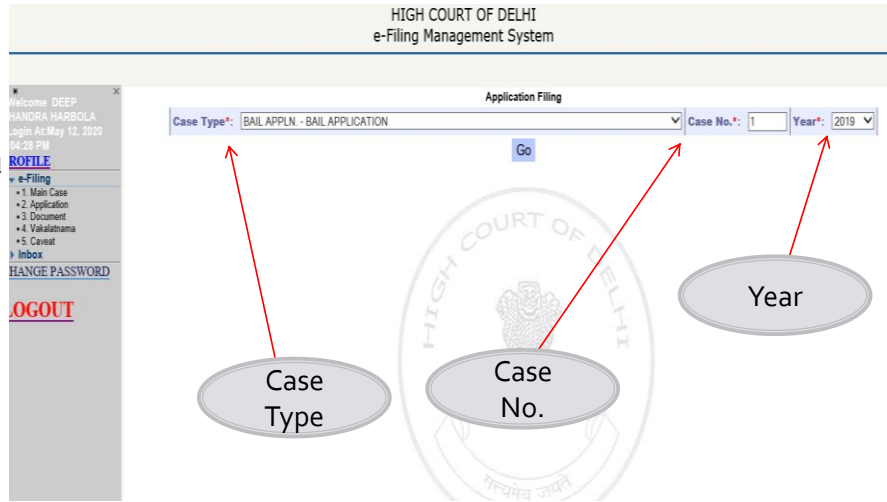 HIGH COURT OF DELHI
e-Filing Management System
x
Welcome DEEP
HANDRA HARBOLA
Login At:May 12, 2020
04:28 PM
ROFILE
e-Filing
1. Main Case
2. Application
3. Document
4. Vakalatnama
5. Caveat
Inbox
HANGE PASSWORD
LOGOUT
Application Filing
Case Type*: BAIL APPLN. - BAIL APPLICATION Case No.*: 1 Year*: 2019
Go
HIGH COURT OF DELHI
सत्यमेव जयते
Case
Type
Case
No.
Year